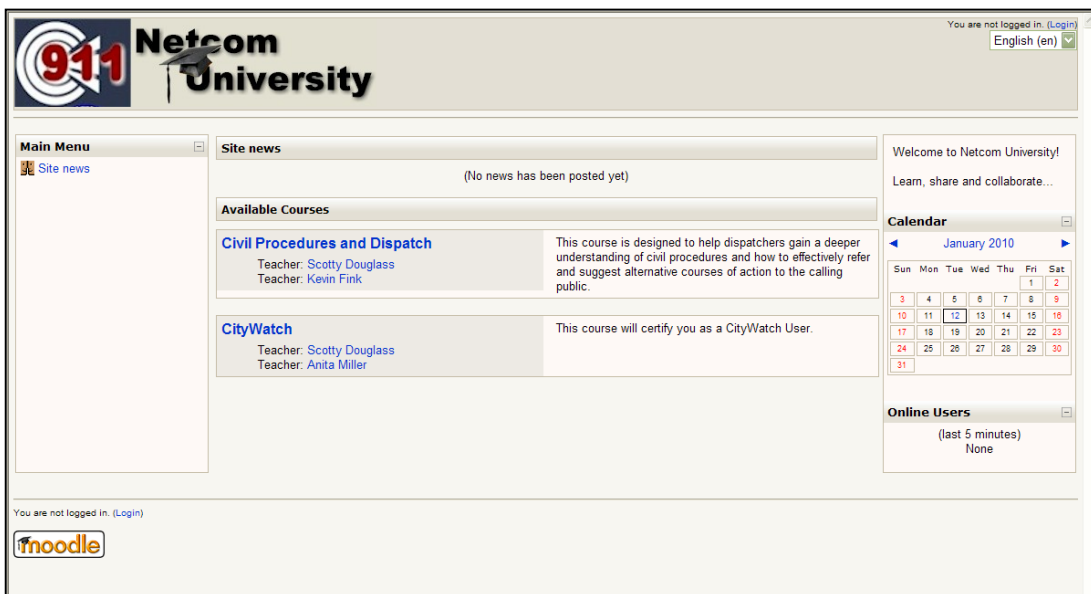 911
Netcom
University
You are not logged in. (Login)
English (en)
Main Menu
Site news
Site news
(No news has been posted yet)
Available Courses
Civil Procedures and Dispatch
Teacher: Scotty Douglass
Teacher: Kevin Fink
This course is designed to help dispatchers gain a deeper
understanding of civil procedures and how to effectively refer
and suggest alternative courses of action to the calling
public.
CityWatch
Teacher: Scotty Douglass
Teacher: Anita Miller
This course will certify you as a CityWatch User.
Welcome to Netcom University!
Learn, share and collaborate...
Calendar
January 2010
Sun Mon Tue Wed Thu Fri Sat
1 2
3 4 5 6 7 8 9
10 11 12 13 14 15 16
17 18 19 20 21 22 23
24 25 26 27 28 29 30
31
Online Users
(last 5 minutes)
None
You are not logged in. (Login)
moodle